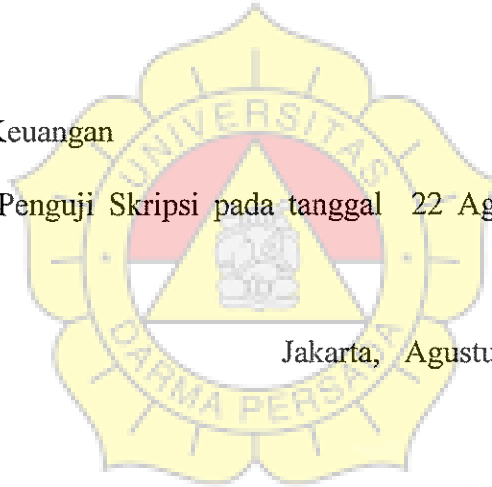 Keuangan
Penguji Skripsi pada tanggal 22 Ag
Jakarta, Agustu
UNIVERSITAS
DARMA PERSADA